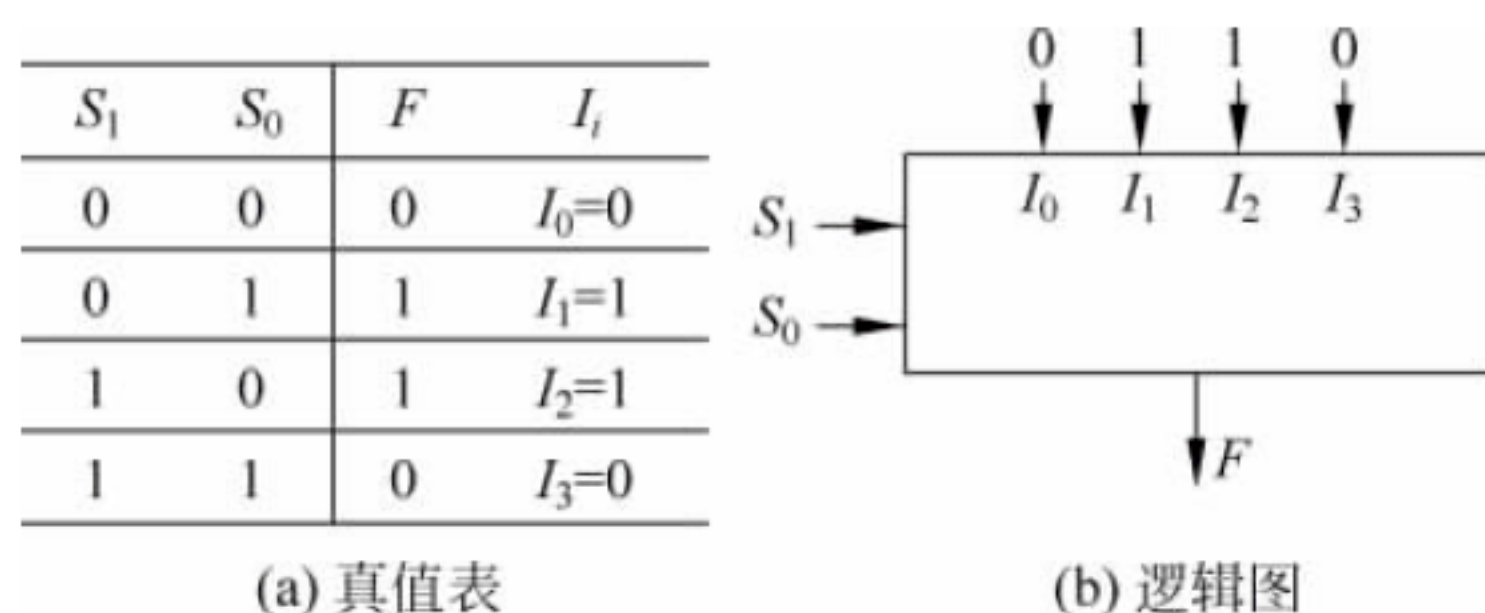 S₁ S₀ F Iᵢ
0 0 0 I₀=0
0 1 1 I₁=1
1 0 1 I₂=1
1 1 0 I₃=0
(a) 真值表
0 1 1 0
I₀ I₁ I₂ I₃
S₁
S₀
F
(b) 逻辑图